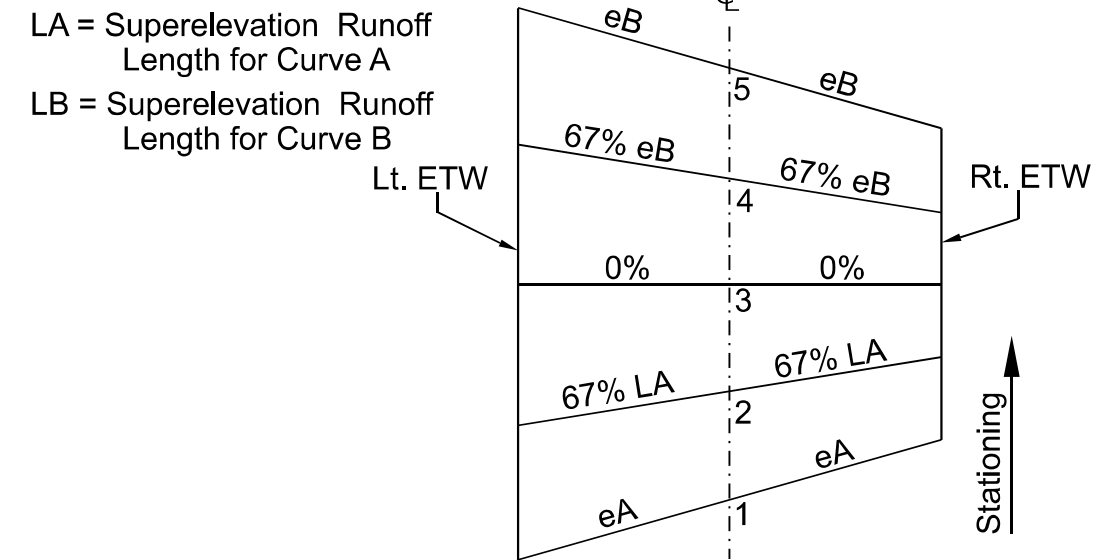 LA = Superelevation Runoff
Length for Curve A
LB = Superelevation Runoff
Length for Curve B
Lt. ETW
Rt. ETW
℄
eB
eB
5
67% eB
67% eB
4
0%
0%
3
67% LA
67% LA
2
eA
eA
1
Stationing